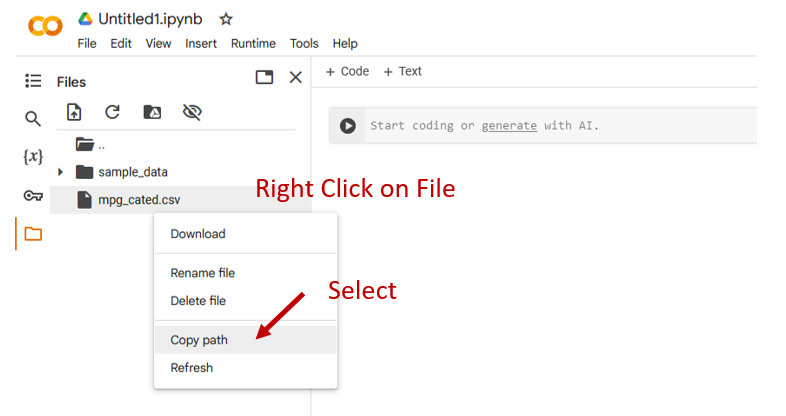 Untitled1.ipynb
File Edit View Insert Runtime Tools Help
Files
+ Code + Text
{x}
Start coding or generate with AI.
..
sample_data
mpg_cated.csv
Right Click on File
Download
Rename file
Delete file
Select
Copy path
Refresh